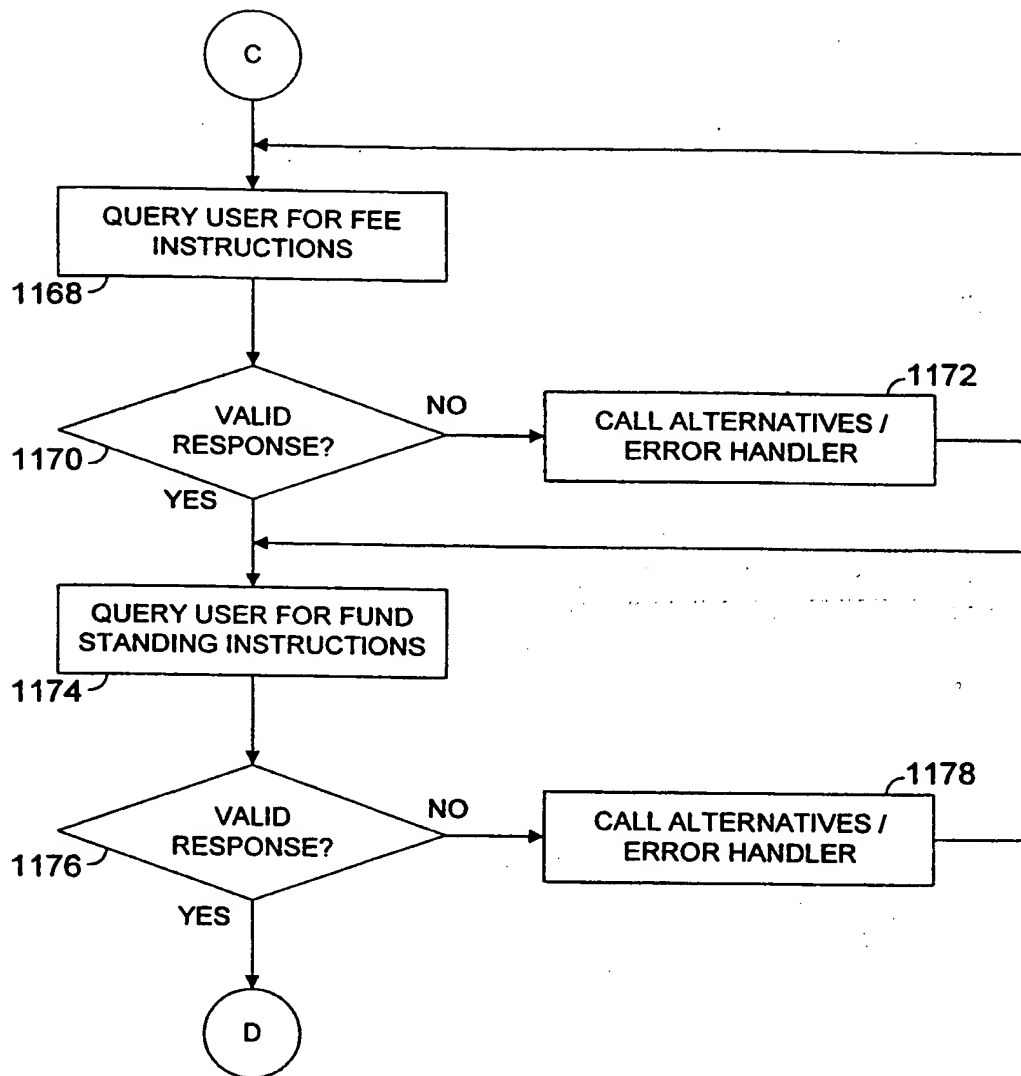 C
QUERY USER FOR FEE
INSTRUCTIONS
1168
VALID
RESPONSE?
1170
NO
YES
1172
CALL ALTERNATIVES /
ERROR HANDLER
QUERY USER FOR FUND
STANDING INSTRUCTIONS
1174
VALID
RESPONSE?
1176
NO
YES
1178
CALL ALTERNATIVES /
ERROR HANDLER
D